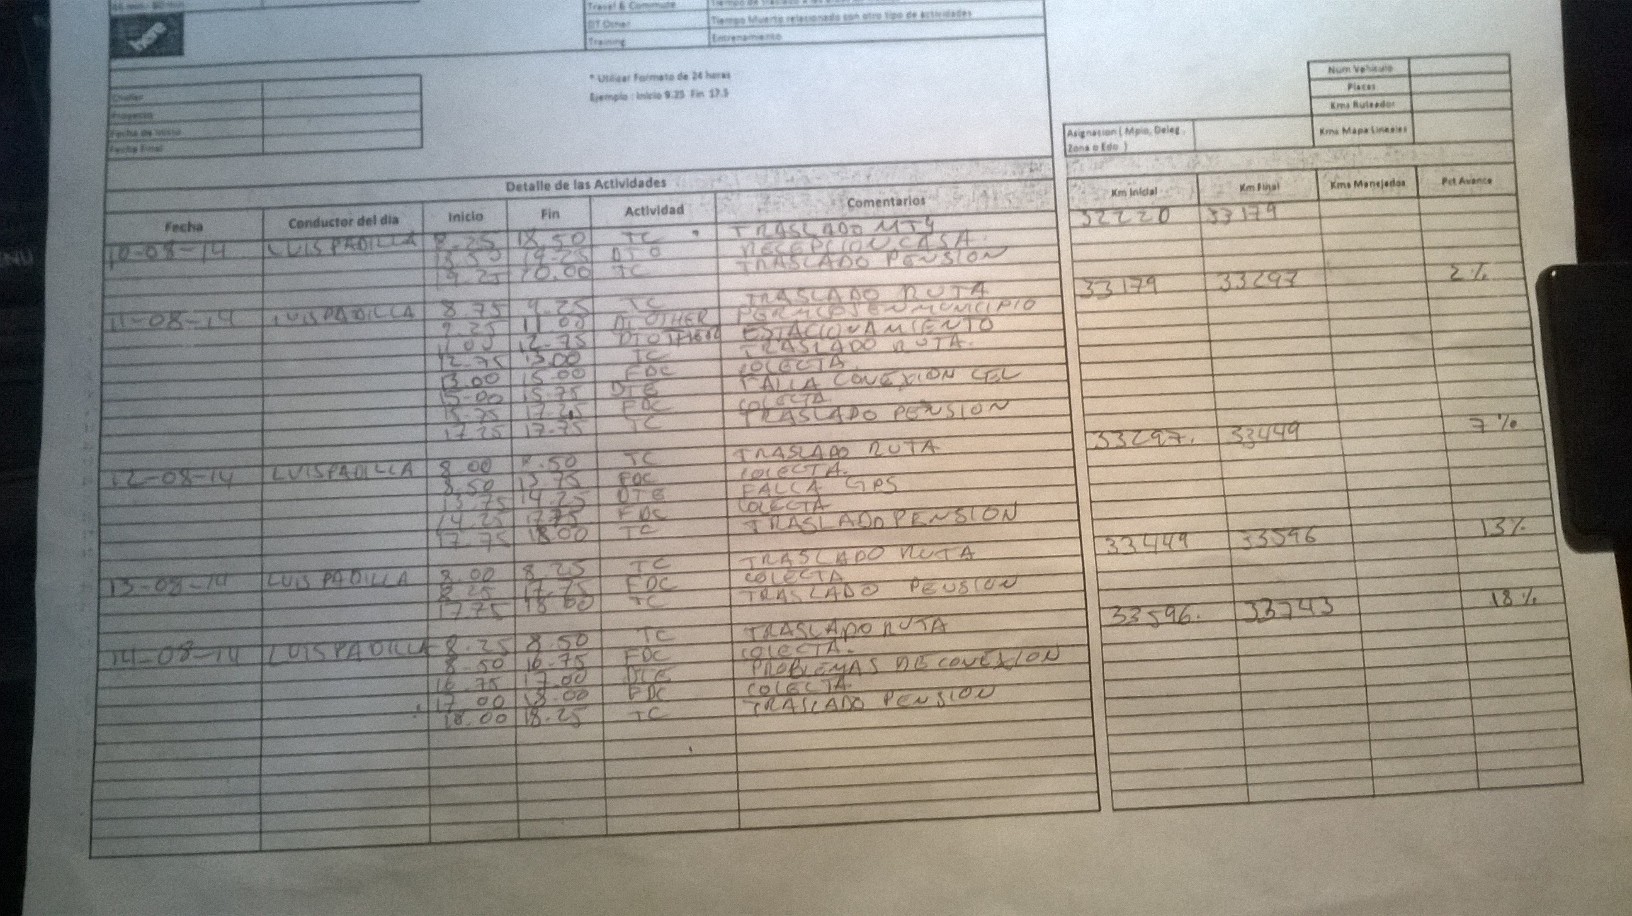 here
Travel & Commute
DT Other Tiempo Muerto relacionado con otro tipo de actividades
Training Entrenamiento
* Utilizar Formato de 24 horas
Ejemplo : Inicio 9.25 Fin 17.5
Num Vehiculo
Placas
Kms Ruteador
Kms Mapa Lineales
Asignacion ( Mpio, Deleg, Zona o Edo )
Chofer
Proyecto
Fecha de Inicio
Fecha Final
Detalle de las Actividades
Fecha Conductor del dia Inicio Fin Actividad Comentarios Km Inicial Km Final Kms Manejados Pct Avance
10-08-14 LUIS PADILLA 8.25 18.50 TC TRASLADO MTY 32220 33179
18.50 19.25 DTO RECEPCION CASA.
TC TRASLADO PENSION
11-08-14 LUIS PADILLA 8.75 9.25 TC TRASLADO RUTA 33179 33297 2%
9.25 11.00 DT OTHER PERMISOS EN MUNICIPIO
11.00 12.75 DT OTHER ESTACIONAMIENTO
12.75 13.00 TC TRASLADO RUTA.
13.00 15.00 FDC COLECTA.
15.00 15.75 DTE FALLA CONEXION CEL
15.75 17.25 FDC COLECTA
17.25 17.75 TC TRASLADO PENSION
12-08-14 LUIS PADILLA 8.00 8.50 TC TRASLADO RUTA 33297. 33449 7%
8.50 13.75 FDC COLECTA.
13.75 14.25 DTE FALLA GPS
14.25 17.75 FDC COLECTA
17.75 18.00 TC TRASLADO PENSION
13-08-14 LUIS PADILLA 8.00 8.25 TC TRASLADO RUTA 33449 33596 13%
8.25 17.75 FDC COLECTA
17.75 18.00 TC TRASLADO PENSION
14-08-14 LUIS PADILLA 8.25 8.50 TC TRASLADO RUTA 33596. 33743 18%
8.50 16.75 FDC COLECTA.
16.75 17.00 DTE PROBLEMAS DE CONEXION
17.00 18.00 FDC COLECTA.
18.00 18.25 TC TRASLADO PENSION